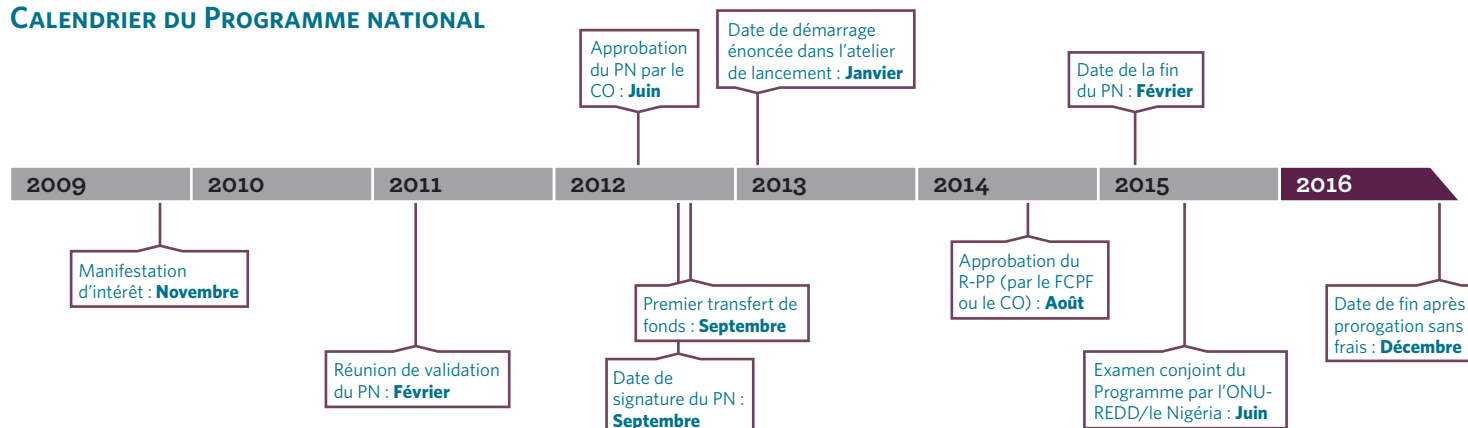 CALENDRIER DU PROGRAMME NATIONAL
Approbation
du PN par le
CO : Juin
Date de démarrage
énoncée dans l'atelier
de lancement : Janvier
Date de la fin
du PN : Février
2009
2010
2011
2012
2013
2014
2015
2016
Manifestation
d'intérêt : Novembre
Réunion de validation
du PN : Février
Premier transfert de
fonds : Septembre
Date de
signature du PN :
Septembre
Approbation du
R-PP (par le FCPF
ou le CO) : Août
Examen conjoint du
Programme par l'ONU-
REDD/le Nigéria : Juin
Date de fin après
prorogation sans
frais : Décembre